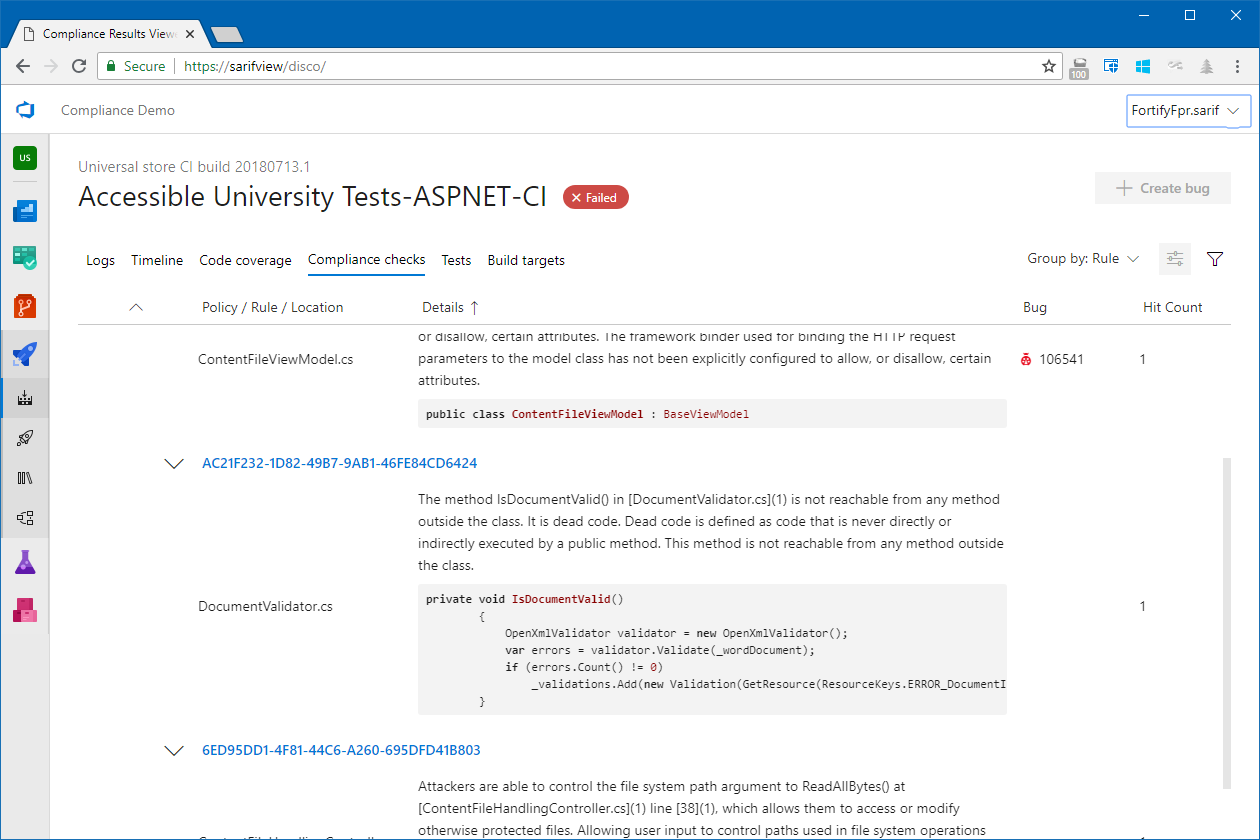 Compliance Results View
Secure
https://sarifview/disco/
100
Compliance Demo
FortifyFpr.sarif
US
Universal store CI build 20180713.1
Accessible University Tests-ASPNET-CI
Failed
Create bug
Logs
Timeline
Code coverage
Compliance checks
Tests
Build targets
Group by: Rule
Policy / Rule / Location
Details
Bug
Hit Count
or disallow, certain attributes. The framework binder used for binding the HTTP request
ContentFileViewModel.cs
parameters to the model class has not been explicitly configured to allow, or disallow, certain
106541
1
attributes.
public class ContentFileViewModel : BaseViewModel
AC21F232-1D82-49B7-9AB1-46FE84CD6424
The method IsDocumentValid() in [DocumentValidator.cs](1) is not reachable from any method
outside the class. It is dead code. Dead code is defined as code that is never directly or
indirectly executed by a public method. This method is not reachable from any method outside
the class.
DocumentValidator.cs
1
private void IsDocumentValid()
{
OpenXmlValidator validator = new OpenXmlValidator();
var errors = validator.Validate(_wordDocument);
if (errors.Count() != 0)
_validations.Add(new Validation(GetResource(ResourceKeys.ERROR_DocumentI
}
6ED95DD1-4F81-44C6-A260-695DFD41B803
Attackers are able to control the file system path argument to ReadAllBytes() at
[ContentFileHandlingController.cs](1) line [38](1), which allows them to access or modify
otherwise protected files. Allowing user input to control paths used in file system operations